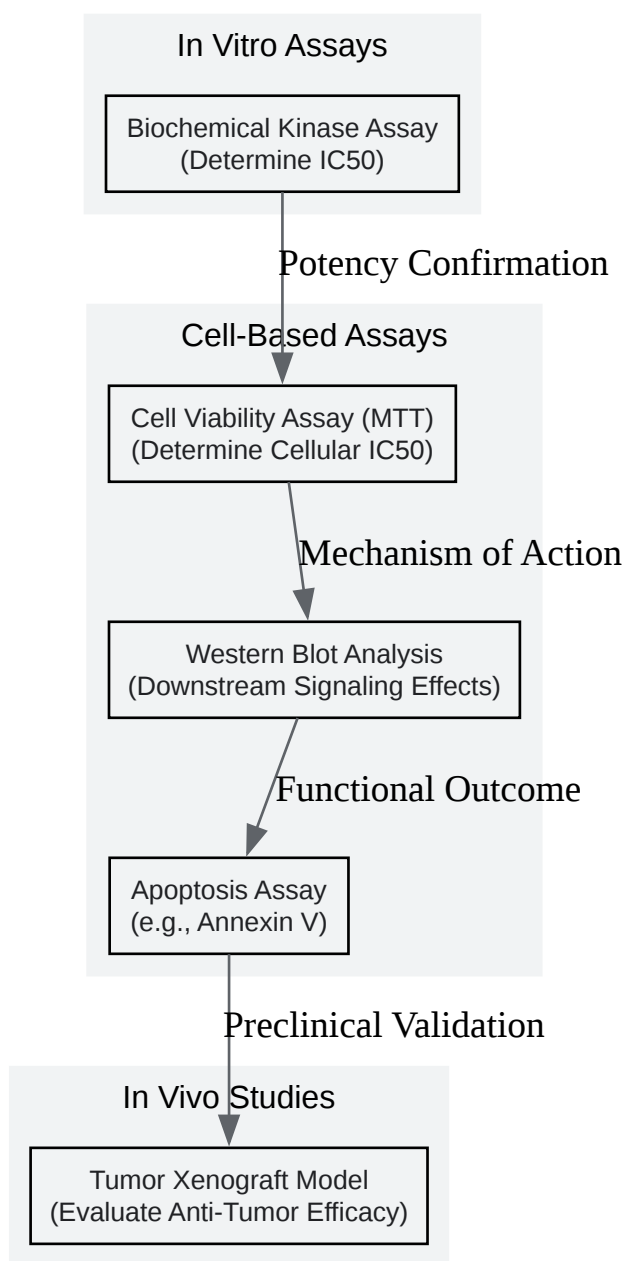 In Vitro Assays
Biochemical Kinase Assay
(Determine IC50)
Potency Confirmation
Cell-Based Assays
Cell Viability Assay (MTT)
(Determine Cellular IC50)
Mechanism of Action
Western Blot Analysis
(Downstream Signaling Effects)
Functional Outcome
Apoptosis Assay
(e.g., Annexin V)
Preclinical Validation
In Vivo Studies
Tumor Xenograft Model
(Evaluate Anti-Tumor Efficacy)